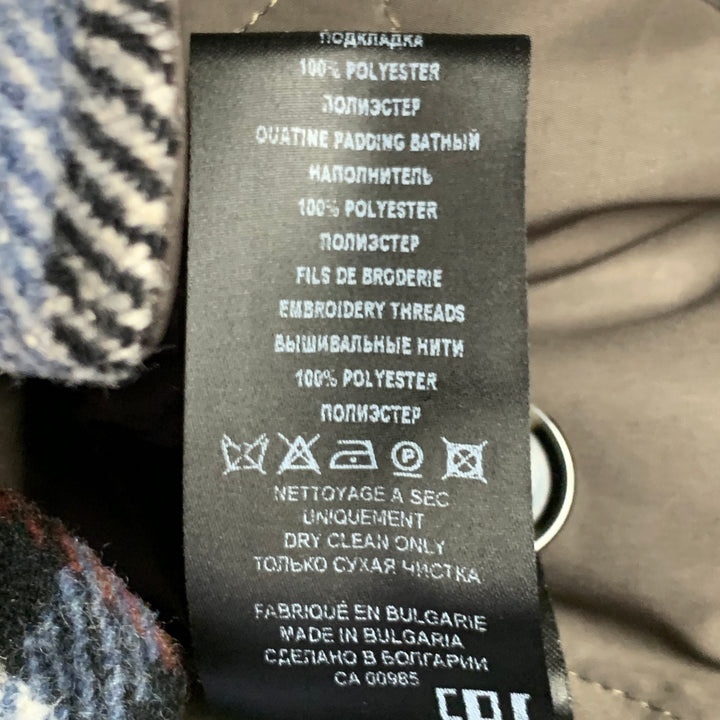 ПОДКЛАДКА
100% POLYESTER
ПОЛИЭСТЕР
OUATINE PADDING ВАТНЫЙ
НАПОЛНИТЕЛЬ
100% POLYESTER
ПОЛИЭСТЕР
FILS DE BRODERIE
EMBROIDERY THREADS
ВЫШИВАЛЬНЫЕ НИТИ
100% POLYESTER
ПОЛИЭСТЕР
P
NETTOYAGE A SEC
UNIQUEMENT
DRY CLEAN ONLY
ТОЛЬКО СУХАЯ ЧИСТКА
FABRIQUÉ EN BULGARIE
MADE IN BULGARIA
СДЕЛАНО В БОЛГАРИИ
CA 00985